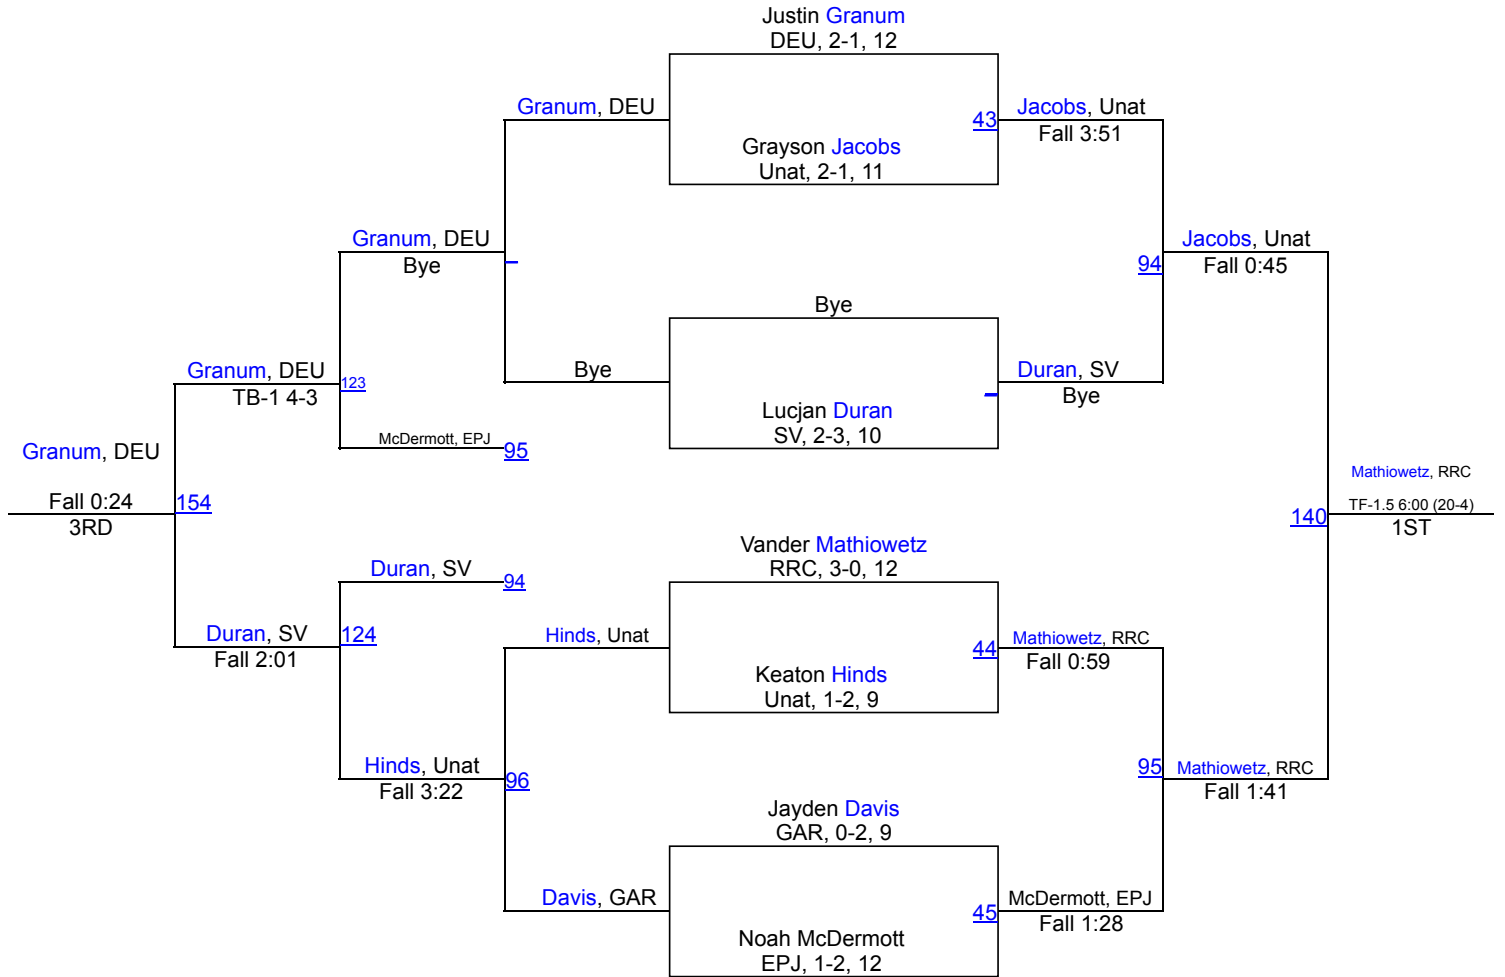 Justin Granum
DEU, 2-1, 12
Granum, DEU
43
Jacobs, Unat
Fall 3:51
Grayson Jacobs
Unat, 2-1, 11
Granum, DEU
Bye
Jacobs, Unat
94
Fall 0:45
Bye
Granum, DEU
123
TB-1 4-3
Bye
Duran, SV
Bye
Lucjan Duran
SV, 2-3, 10
McDermott, EPJ
95
Granum, DEU
Fall 0:24
154
3RD
Mathiowetz, RRC
TF-1.5 6:00 (20-4)
140
1ST
Vander Mathiowetz
RRC, 3-0, 12
Duran, SV
94
Duran, SV
124
Fall 2:01
Hinds, Unat
44
Mathiowetz, RRC
Fall 0:59
Keaton Hinds
Unat, 1-2, 9
Hinds, Unat
96
Fall 3:22
95
Mathiowetz, RRC
Fall 1:41
Jayden Davis
GAR, 0-2, 9
Davis, GAR
45
McDermott, EPJ
Fall 1:28
Noah McDermott
EPJ, 1-2, 12